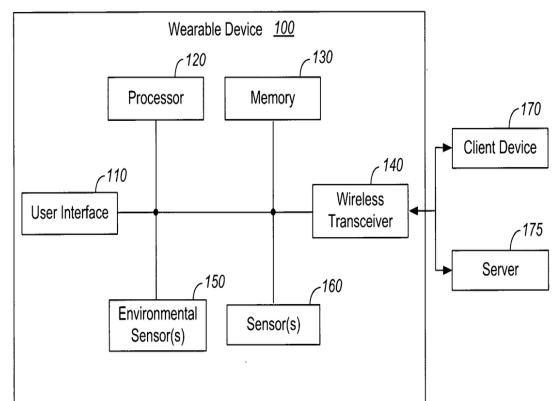 Wearable Device 100
120
130
Processor
Memory
170
Client Device
110
140
User Interface
Wireless
Transceiver
175
Server
150
160
Environmental
Sensor(s)
Sensor(s)